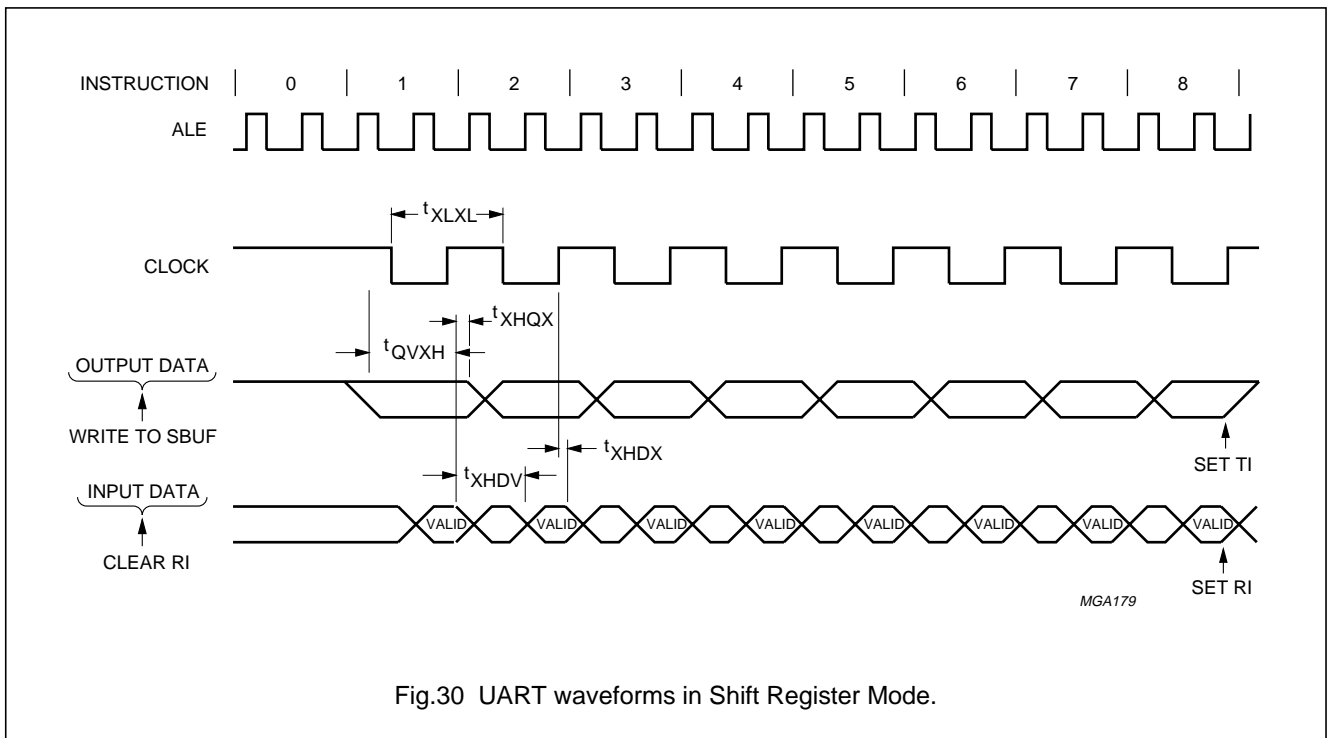 INSTRUCTION 0 1 2 3 4 5 6 7 8
ALE
tXLXL
CLOCK
tXHQX
tQVXH
OUTPUT DATA
WRITE TO SBUF
tXHDX
SET TI
tXHDV
INPUT DATA
VALID VALID VALID VALID VALID VALID VALID VALID
CLEAR RI
SET RI
MGA179
Fig.30 UART waveforms in Shift Register Mode.